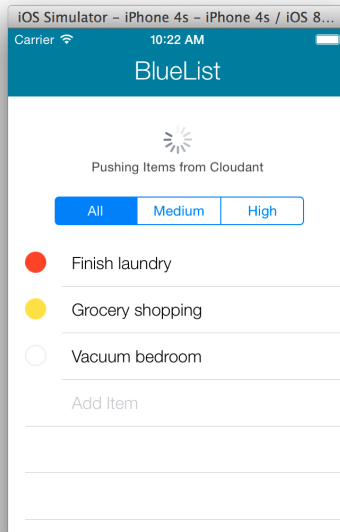 iOS Simulator – iPhone 4s – iPhone 4s / iOS 8...
Carrier 10:22 AM
BlueList
Pushing Items from Cloudant
All Medium High
Finish laundry
Grocery shopping
Vacuum bedroom
Add Item